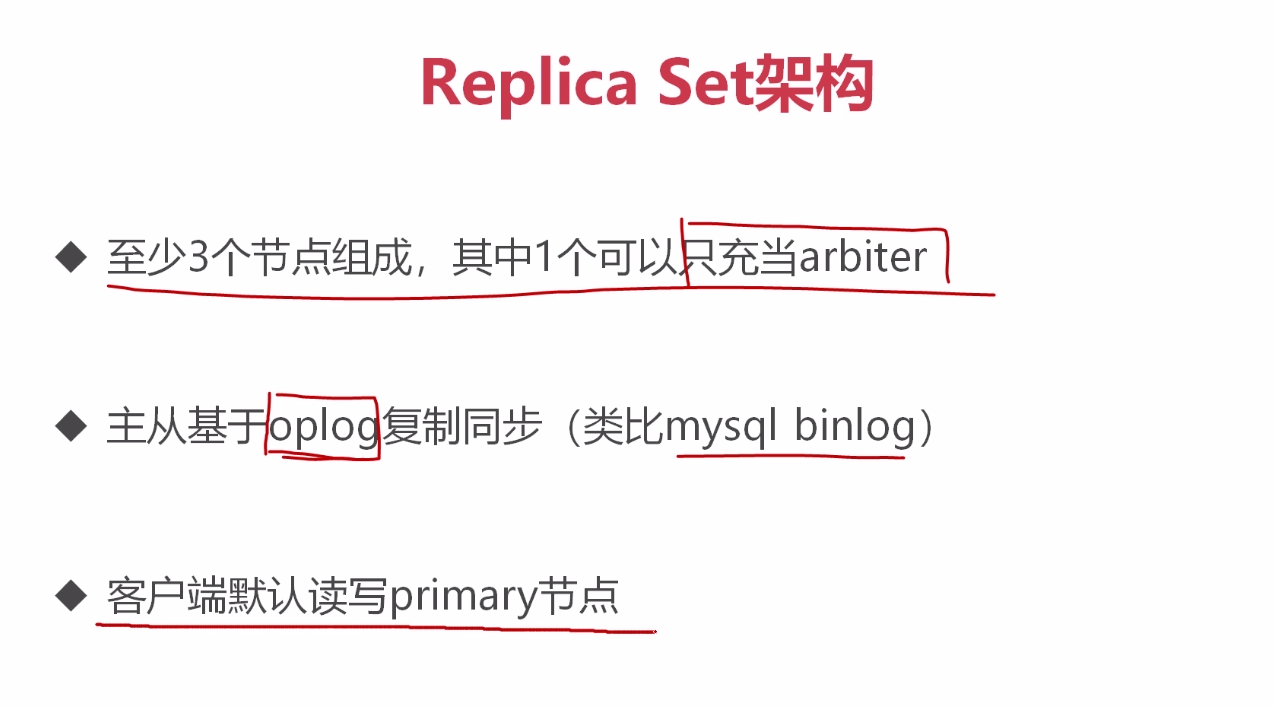 Replica Set架构
◆ 至少3个节点组成，其中1个可以只充当arbiter
◆ 主从基于oplog复制同步（类比mysql binlog）
◆ 客户端默认读写primary节点